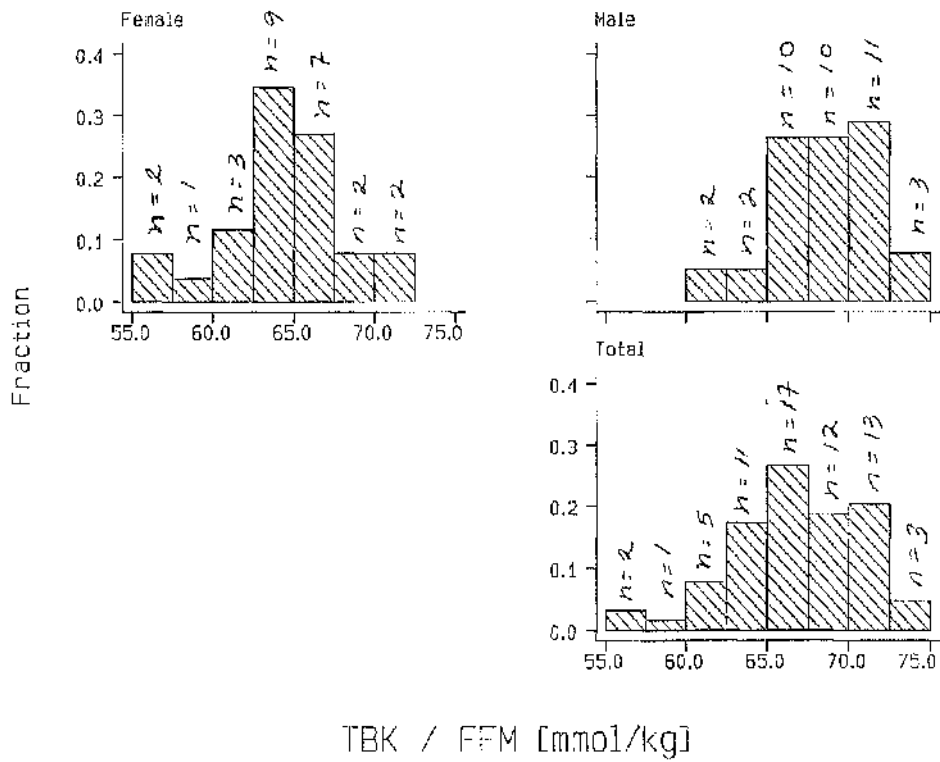 Female
n=2
n=1
n=3
n=9
n=7
n=2
n=2
0.4
0.3
0.2
0.1
0.0
55.0 60.0 65.0 70.0 75.0
Male
n=2
n=2
n=10
n=10
n=11
n=3
Total
n=2
n=1
n=5
n=11
n=17
n=12
n=13
n=3
0.4
0.3
0.2
0.1
0.0
55.0 60.0 65.0 70.0 75.0
Fraction
TBK / FFM [mmol/kg]